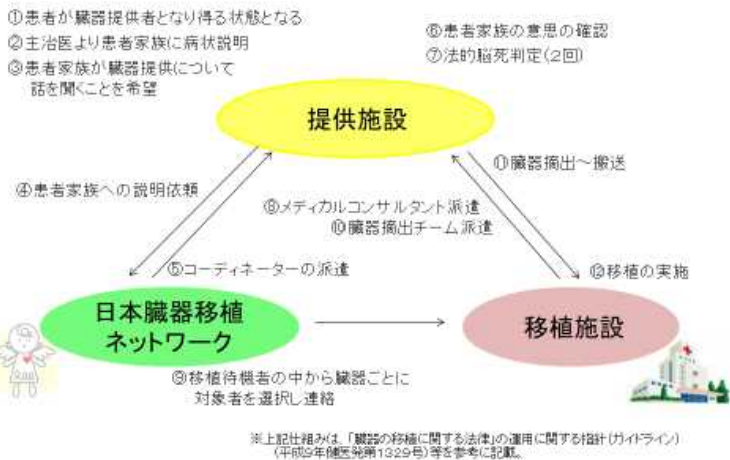 ①患者が臓器提供者となり得る状態となる
②主治医より患者家族に病状説明
③患者家族が臓器提供について
話を聞くことを希望
⑥患者家族の意思の確認
⑦法的脳死判定(2回)
提供施設
④患者家族への説明依頼
⑪臓器摘出~搬送
⑧メディカルコンサルタント派遣
⑩臓器摘出チーム派遣
⑤コーディネーターの派遣
⑫移植の実施
日本臓器移植
ネットワーク
移植施設
⑨移植待機者の中から臓器ごとに
対象者を選択し連絡
※上記仕組みは、「臓器の移植に関する法律」の運用に関する指針(ガイドライン)
(平成9年健医発第1329号)等を参考に記載。